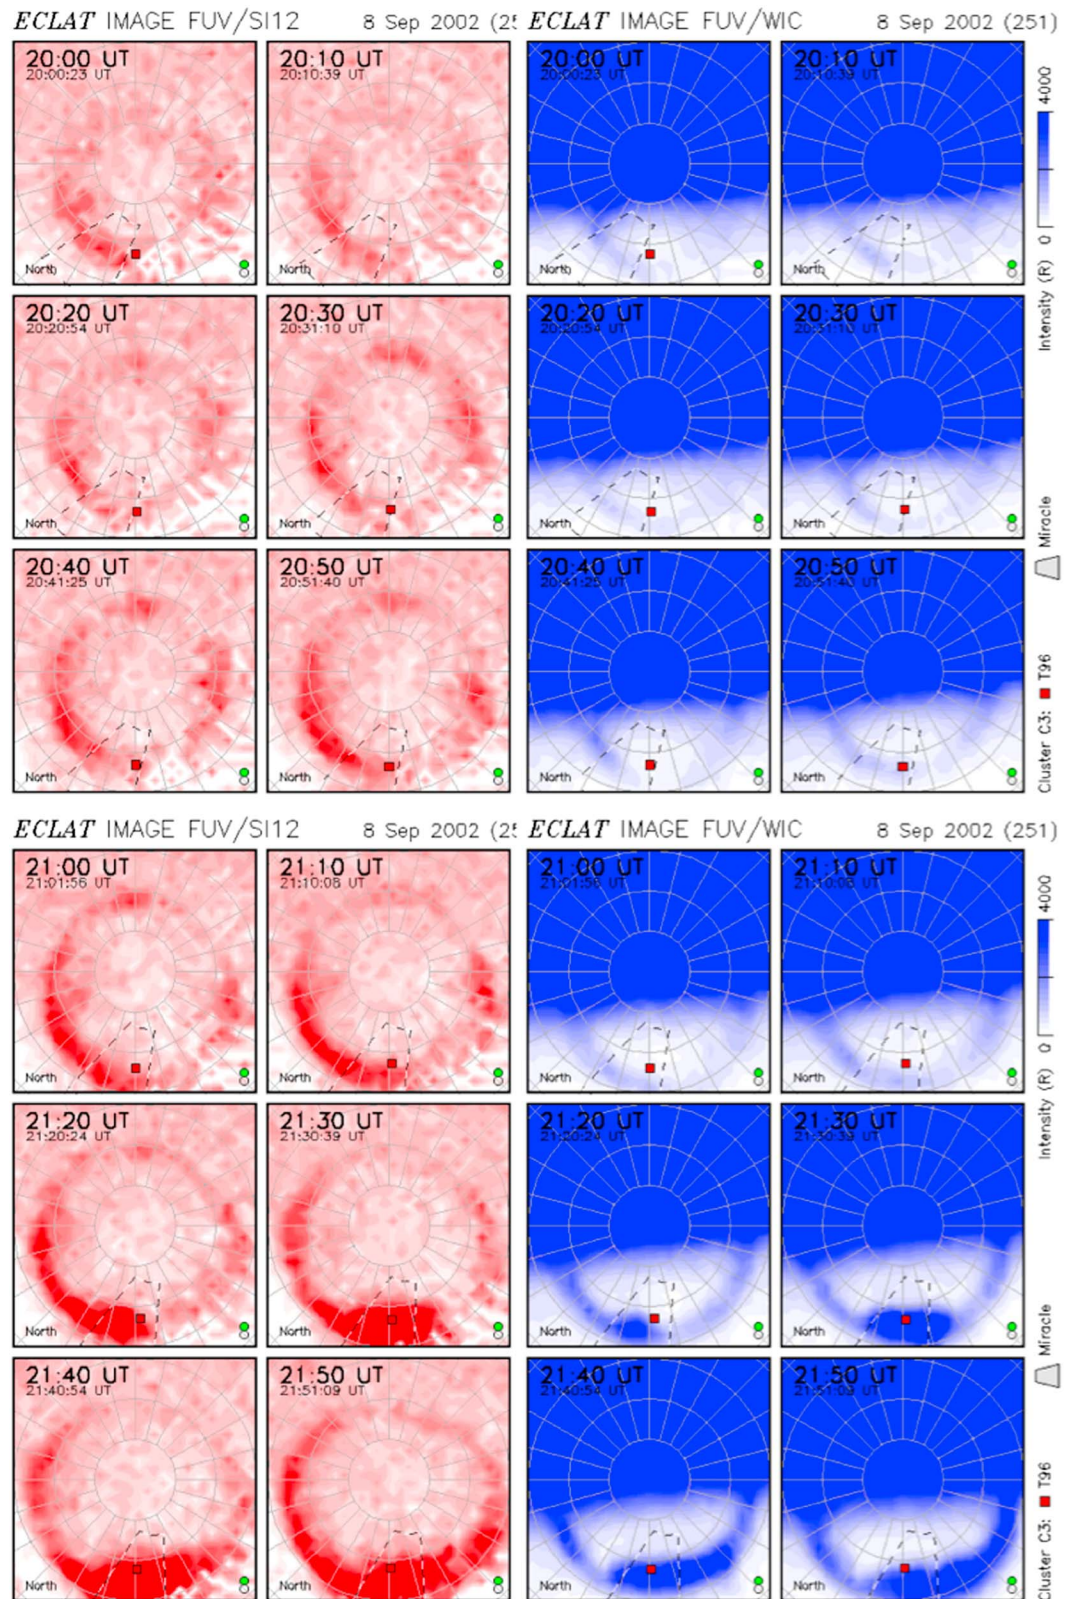 ECLAT IMAGE FUV/SI12 8 Sep 2002 (25
ECLAT IMAGE FUV/WIC 8 Sep 2002 (251)
20:00 UT
20:00:23 UT
North
20:10 UT
20:10:39 UT
North
20:00 UT
20:00:23 UT
North
20:10 UT
20:10:39 UT
North
20:20 UT
20:20:54 UT
North
20:30 UT
20:31:10 UT
North
20:20 UT
20:20:54 UT
North
20:30 UT
20:31:10 UT
North
20:40 UT
20:41:25 UT
North
20:50 UT
20:51:40 UT
North
20:40 UT
20:41:25 UT
North
20:50 UT
20:51:40 UT
North
Cluster C3: T96 Miracle Intensity (R) 0 4000
ECLAT IMAGE FUV/SI12 8 Sep 2002 (25
ECLAT IMAGE FUV/WIC 8 Sep 2002 (251)
21:00 UT
21:01:56 UT
North
21:10 UT
21:10:08 UT
North
21:00 UT
21:01:56 UT
North
21:10 UT
21:10:08 UT
North
21:20 UT
21:20:24 UT
North
21:30 UT
21:30:39 UT
North
21:20 UT
21:20:24 UT
North
21:30 UT
21:30:39 UT
North
21:40 UT
21:40:54 UT
North
21:50 UT
21:51:09 UT
North
21:40 UT
21:40:54 UT
North
21:50 UT
21:51:09 UT
North
Cluster C3: T96 Miracle Intensity (R) 0 4000